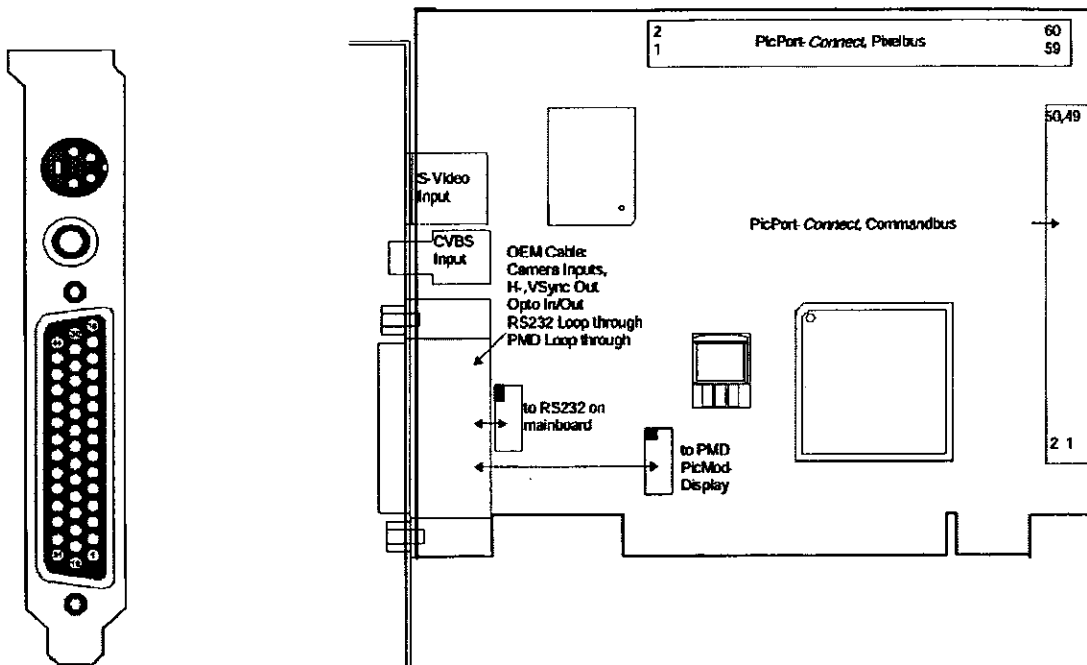 2 60
PicPort-Connect, Pixelbus
1 59
50,49
S-Video
Input
PicPort-Connect, Commandbus
CVBS
Input
OEM Cable:
Camera Inputs,
H-,VSync Out
Opto In/Out
RS232 Loop through
PMD Loop through
to RS232 on
mainboard
to PMD
PicMod-
Display
2 1